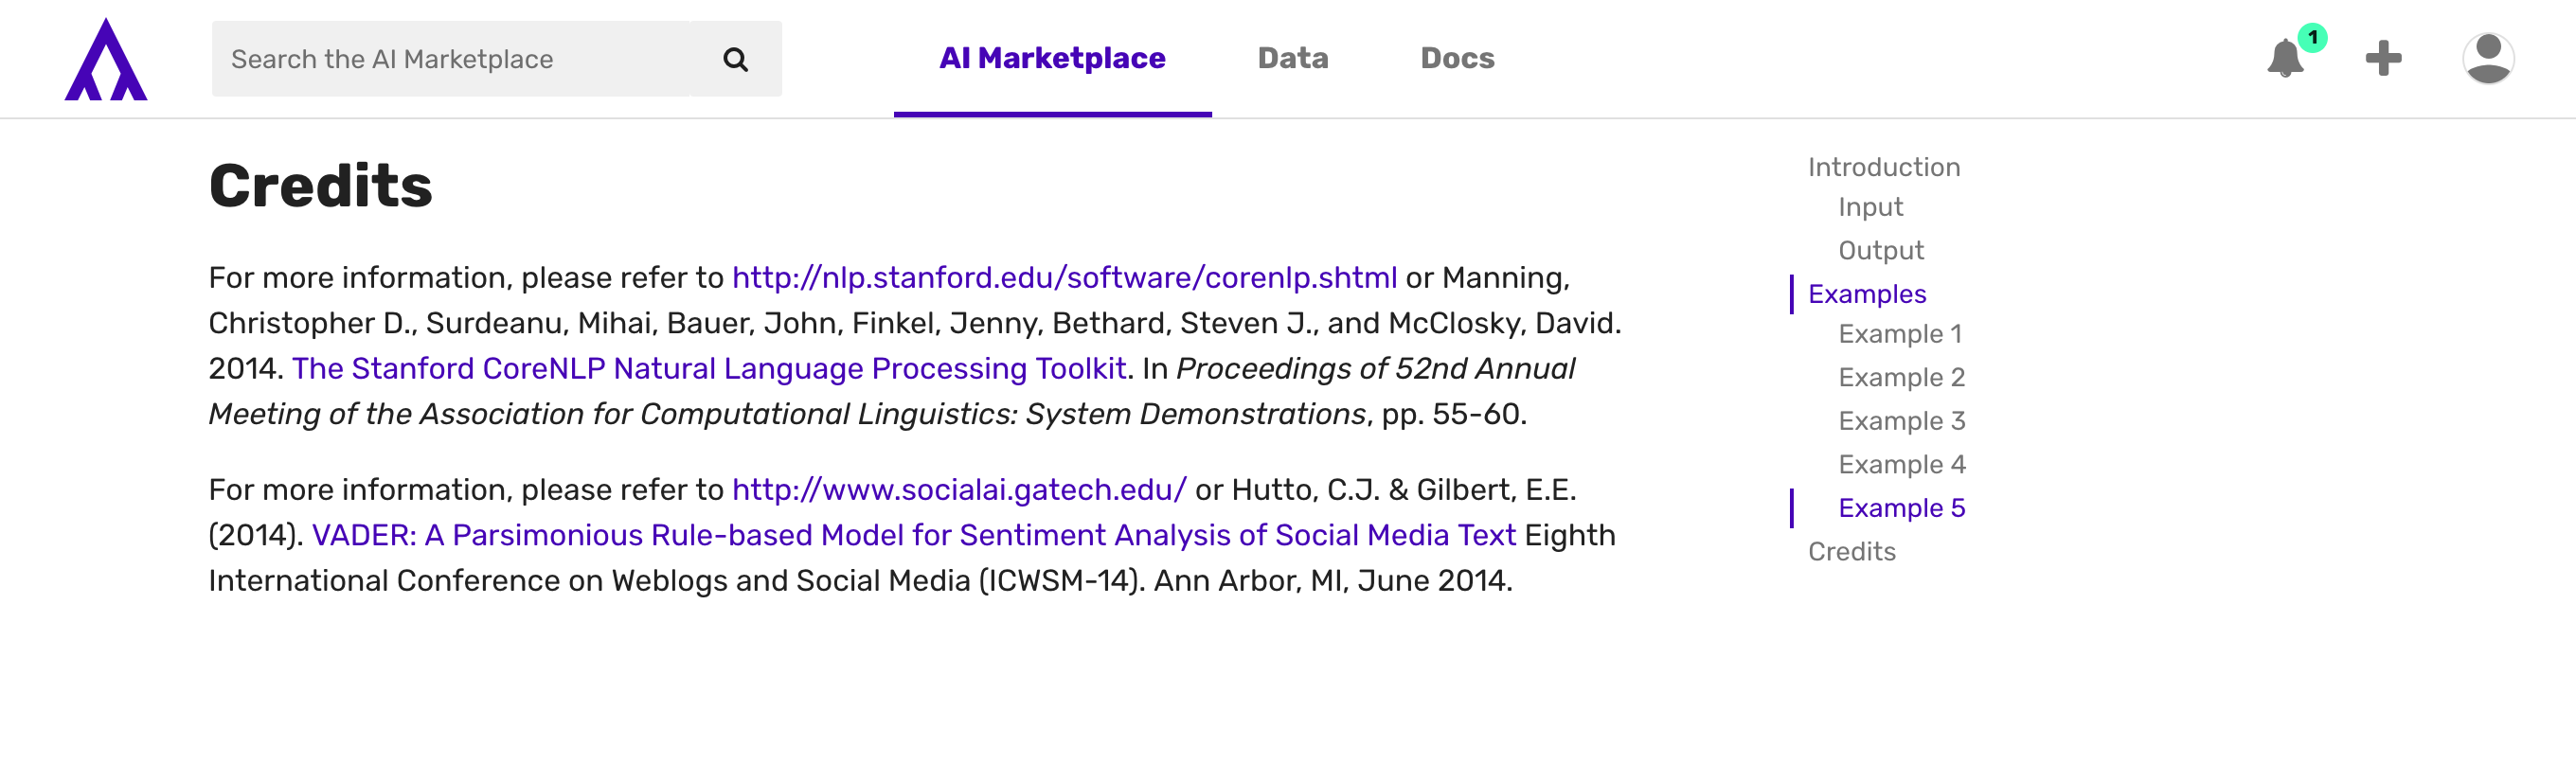 Search the AI Marketplace
AI Marketplace
Data
Docs
1
Credits
For more information, please refer to http://nlp.stanford.edu/software/corenlp.shtml or Manning,
Christopher D., Surdeanu, Mihai, Bauer, John, Finkel, Jenny, Bethard, Steven J., and McClosky, David.
2014. The Stanford CoreNLP Natural Language Processing Toolkit. In Proceedings of 52nd Annual
Meeting of the Association for Computational Linguistics: System Demonstrations, pp. 55-60.
For more information, please refer to http://www.socialai.gatech.edu/ or Hutto, C.J. & Gilbert, E.E.
(2014). VADER: A Parsimonious Rule-based Model for Sentiment Analysis of Social Media Text Eighth
International Conference on Weblogs and Social Media (ICWSM-14). Ann Arbor, MI, June 2014.
Introduction
Input
Output
Examples
Example 1
Example 2
Example 3
Example 4
Example 5
Credits